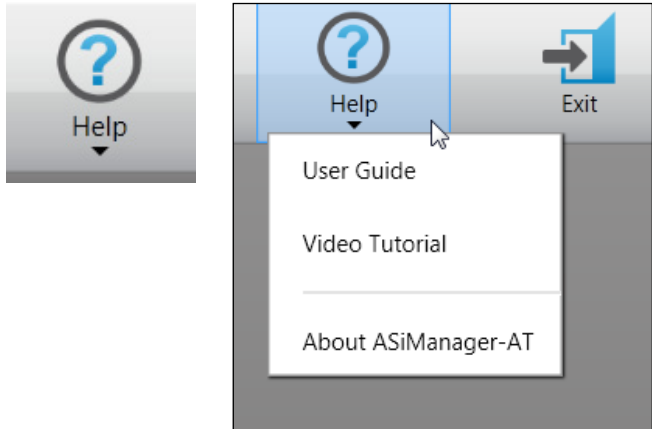 Help
Help
Exit
User Guide
Video Tutorial
About ASiManager-AT